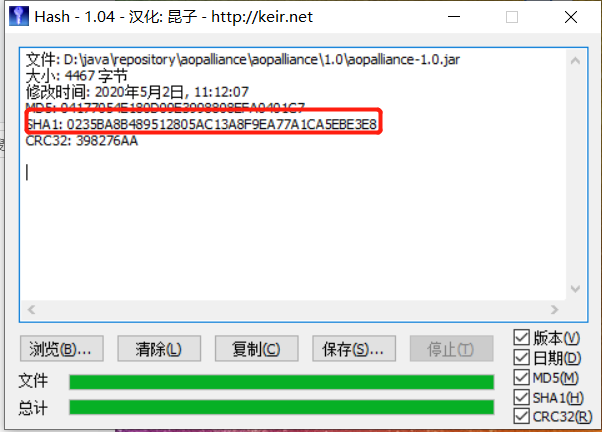 Hash - 1.04 - 汉化: 昆子 - http://keir.net
文件: D:\java\repository\aopalliance\aopalliance\1.0\aopalliance-1.0.jar
大小: 4467 字节
修改时间: 2020年5月2日, 11:12:07
MD5: 04177054E180D09E3998808EFA0401C7
SHA1: 0235BA8B489512805AC13A8F9EA77A1CA5EBE3E8
CRC32: 398276AA
浏览(B)... 清除(L) 复制(C) 保存(S)... 停止(T)
文件
总计
版本(V)
日期(D)
MD5(M)
SHA1(H)
CRC32(R)